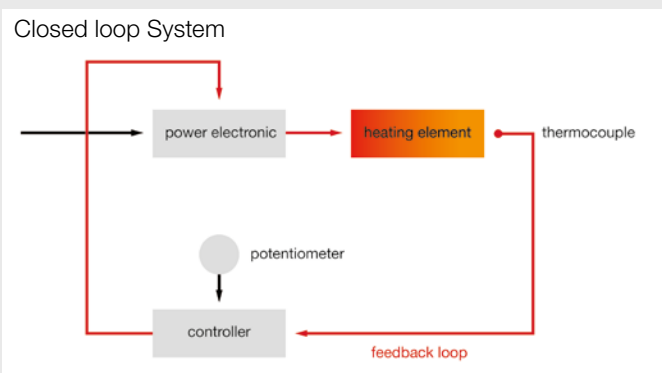 Closed loop System
power electronic
heating element
thermocouple
potentiometer
controller
feedback loop